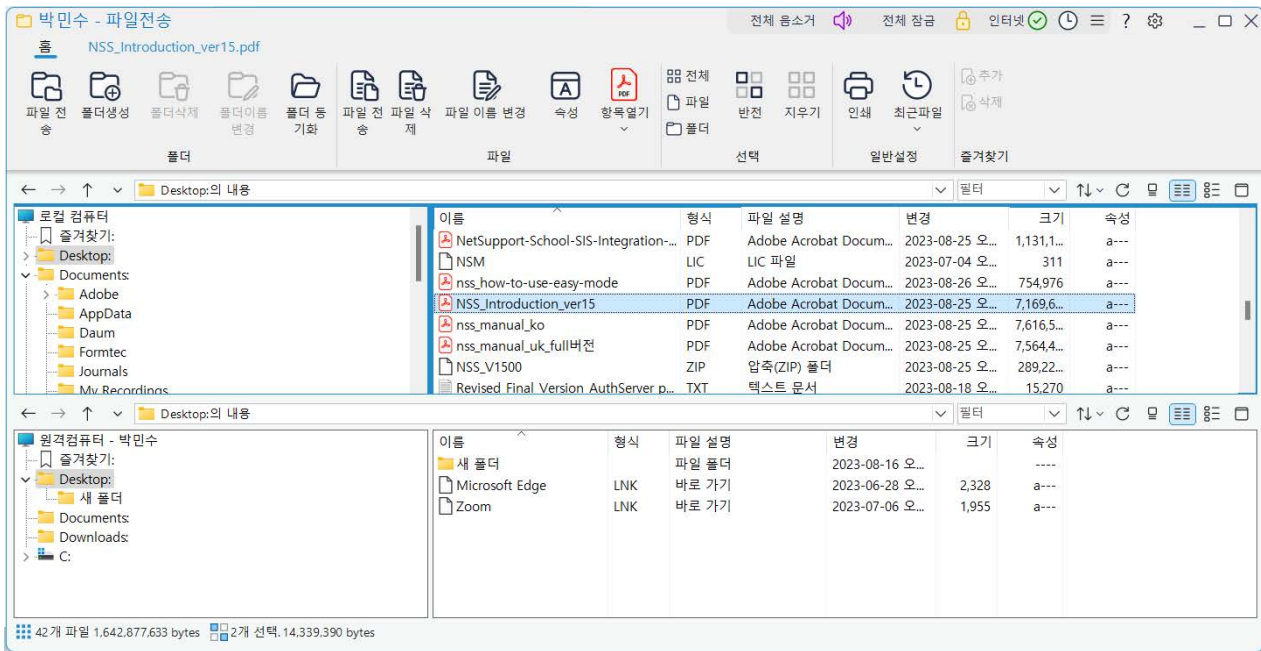 박민수 - 파일전송 전체 음소거 전체 잠금 인터넷
홈 NSS_Introduction_ver15.pdf
파일 전송 폴더생성 폴더삭제 폴더이름 변경 폴더 동기화
폴더
파일 전송 파일 삭제 파일 이름 변경 속성 PDF 항목열기
파일
전체
파일
폴더
반전 지우기
선택
인쇄 최근파일
일반설정
추가
삭제
즐겨찾기
Desktop:의 내용 필터
로컬 컴퓨터
즐겨찾기:
Desktop:
Documents:
Adobe
AppData
Daum
Formtec
Journals
My Recordings
이름 형식 파일 설명 변경 크기 속성
NetSupport-School-SIS-Integration-... PDF Adobe Acrobat Docum... 2023-08-25 오... 1,131,1... a---
NSM LIC LIC 파일 2023-07-04 오... 311 a---
nss_how-to-use-easy-mode PDF Adobe Acrobat Docum... 2023-08-26 오... 754,976 a---
NSS_Introduction_ver15 PDF Adobe Acrobat Docum... 2023-08-25 오... 7,169,6... a---
nss_manual_ko PDF Adobe Acrobat Docum... 2023-08-25 오... 7,616,5... a---
nss_manual_uk_full버전 PDF Adobe Acrobat Docum... 2023-08-25 오... 7,564,4... a---
NSS_V1500 ZIP 압축(ZIP) 폴더 2023-08-25 오... 289,22... a---
Revised Final Version AuthServer p... TXT 텍스트 문서 2023-08-18 오... 15,270 a---
Desktop:의 내용 필터
원격컴퓨터 - 박민수
즐겨찾기:
Desktop:
새 폴더
Documents:
Downloads:
C:
이름 형식 파일 설명 변경 크기 속성
새 폴더 파일 폴더 2023-08-16 오... ----
Microsoft Edge LNK 바로 가기 2023-06-28 오... 2,328 a---
Zoom LNK 바로 가기 2023-07-06 오... 1,955 a---
42개 파일 1,642,877,633 bytes 2개 선택. 14,339,390 bytes